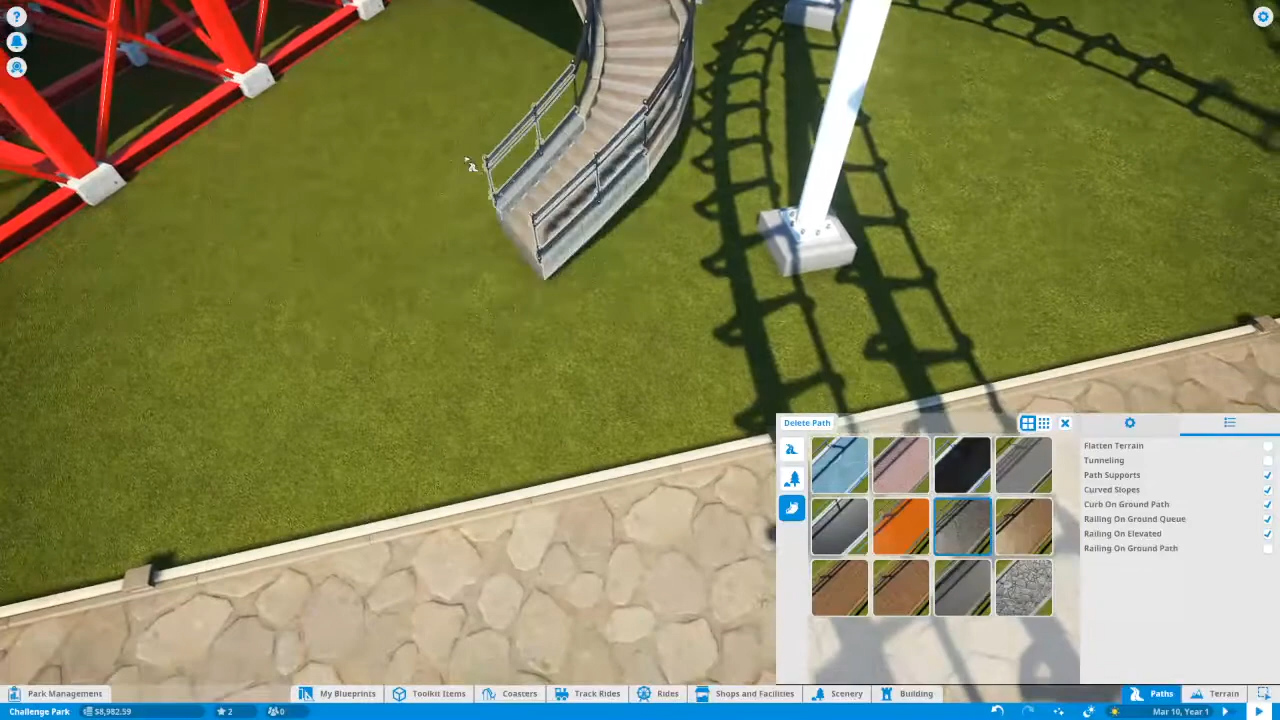 ?
Delete Path
Flatten Terrain
Tunneling
Path Supports
Curved Slopes
Curb On Ground Path
Railing On Ground Queue
Railing On Elevated
Railing On Ground Path
Park Management
My Blueprints
Toolkit Items
Coasters
Track Rides
Rides
Shops and Facilities
Scenery
Building
Paths
Terrain
Challenge Park
$8,982.59
2
0
Mar 10, Year 1